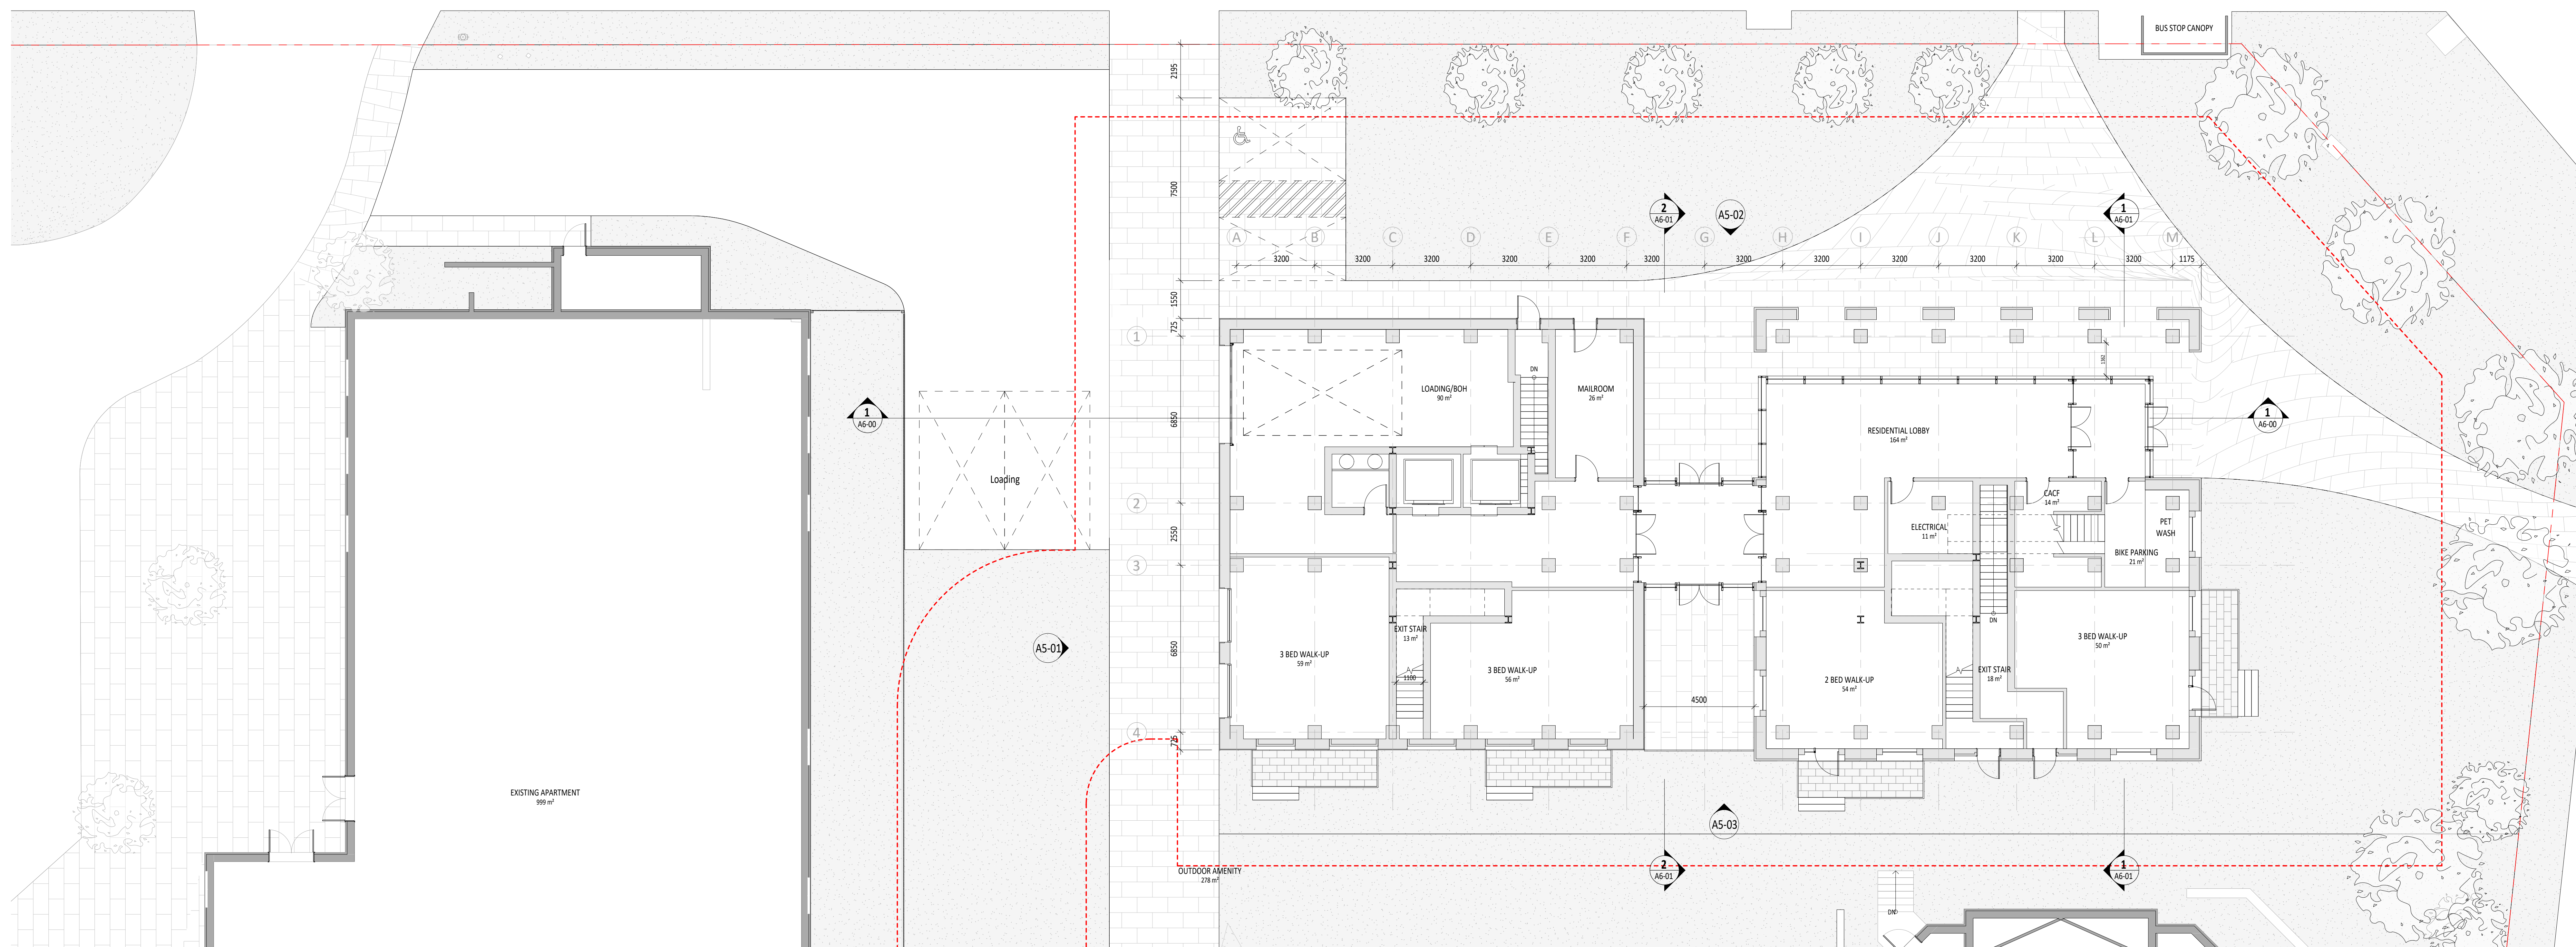 BUS STOP CANOPY
2195
7500
2
A6-01
A5-02
1
A6-01
A
B
C
D
E
F
G
H
I
J
K
L
M
3200
3200
3200
3200
3200
3200
3200
3200
3200
3200
3200
3200
1175
1550
725
1
1362
DN
LOADING/BOH
90 m²
MAILROOM
26 m²
1
A6-00
6850
RESIDENTIAL LOBBY
164 m²
1
A6-00
Loading
2
CACF
14 m²
2550
ELECTRICAL
11 m²
PET
WASH
BIKE PARKING
21 m²
3
DN
EXIT STAIR
13 m²
A5-01
6850
3 BED WALK-UP
59 m²
3 BED WALK-UP
56 m²
1100
2 BED WALK-UP
54 m²
EXIT STAIR
18 m²
3 BED WALK-UP
50 m²
4500
4
725
EXISTING APARTMENT
999 m²
A5-03
OUTDOOR AMENITY
278 m²
2
A6-01
1
A6-01
DN